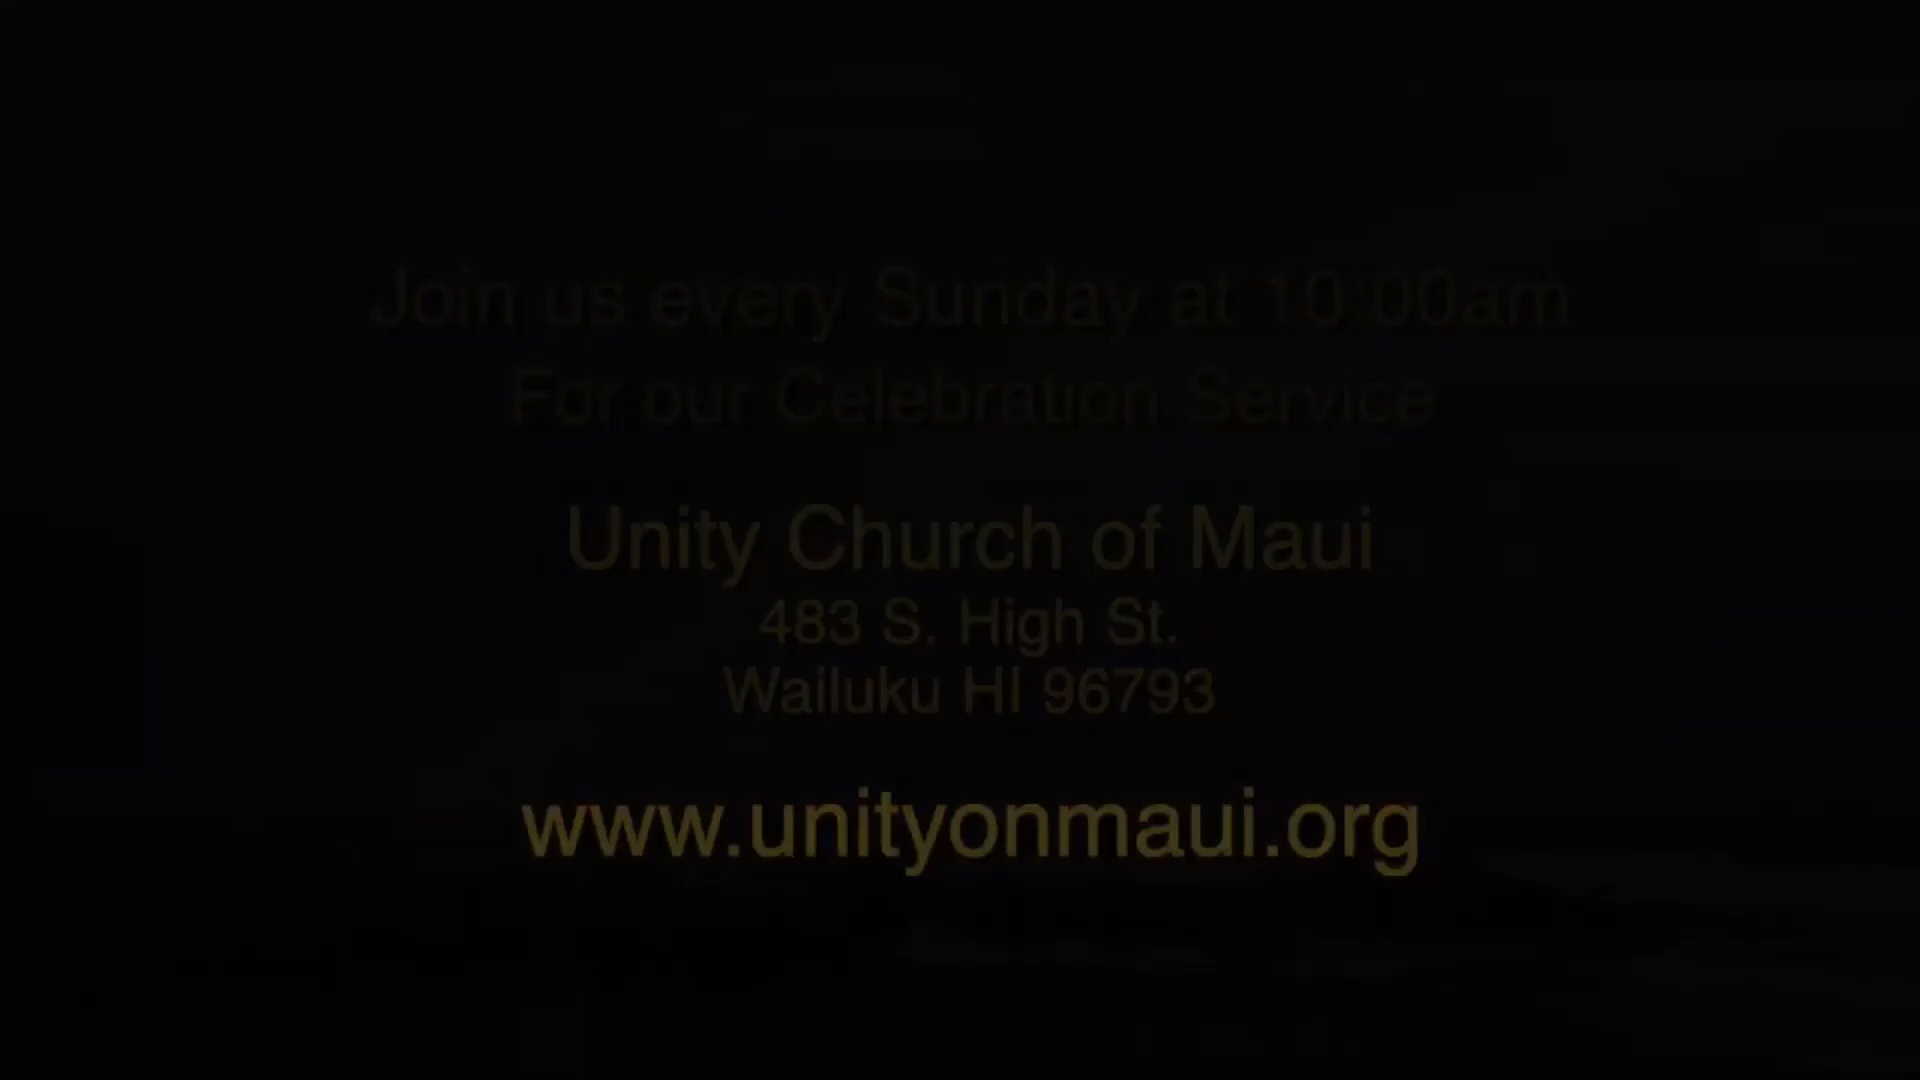 Join us every Sunday at 10:00am
For our Celebration Service
Unity Church of Maui
483 S. High St.
Wailuku HI 96793
www.unityonmaui.org